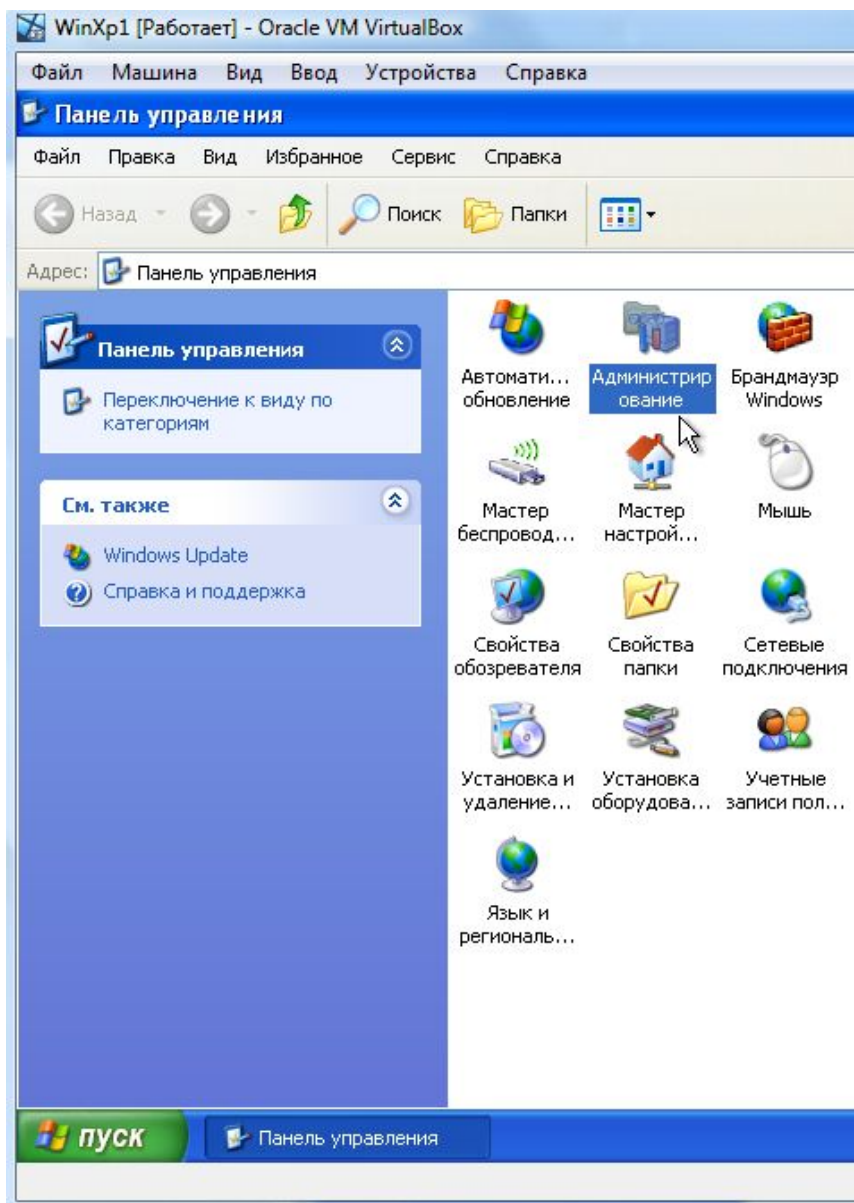 WinXp1 [Работает] - Oracle VM VirtualBox
Файл Машина Вид Ввод Устройства Справка
Панель управления
Файл Правка Вид Избранное Сервис Справка
Назад Поиск Папки
Адрес: Панель управления
Панель управления
Переключение к виду по
категориям
См. также
Windows Update
Справка и поддержка
Автомати...
обновление
Администрир
ование
Брандмауэр
Windows
Мастер
беспровод...
Мастер
настрой...
Мышь
Свойства
обозревателя
Свойства
папки
Сетевые
подключения
Установка и
удаление...
Установка
оборудова...
Учетные
записи пол...
Язык и
региональ...
пуск Панель управления